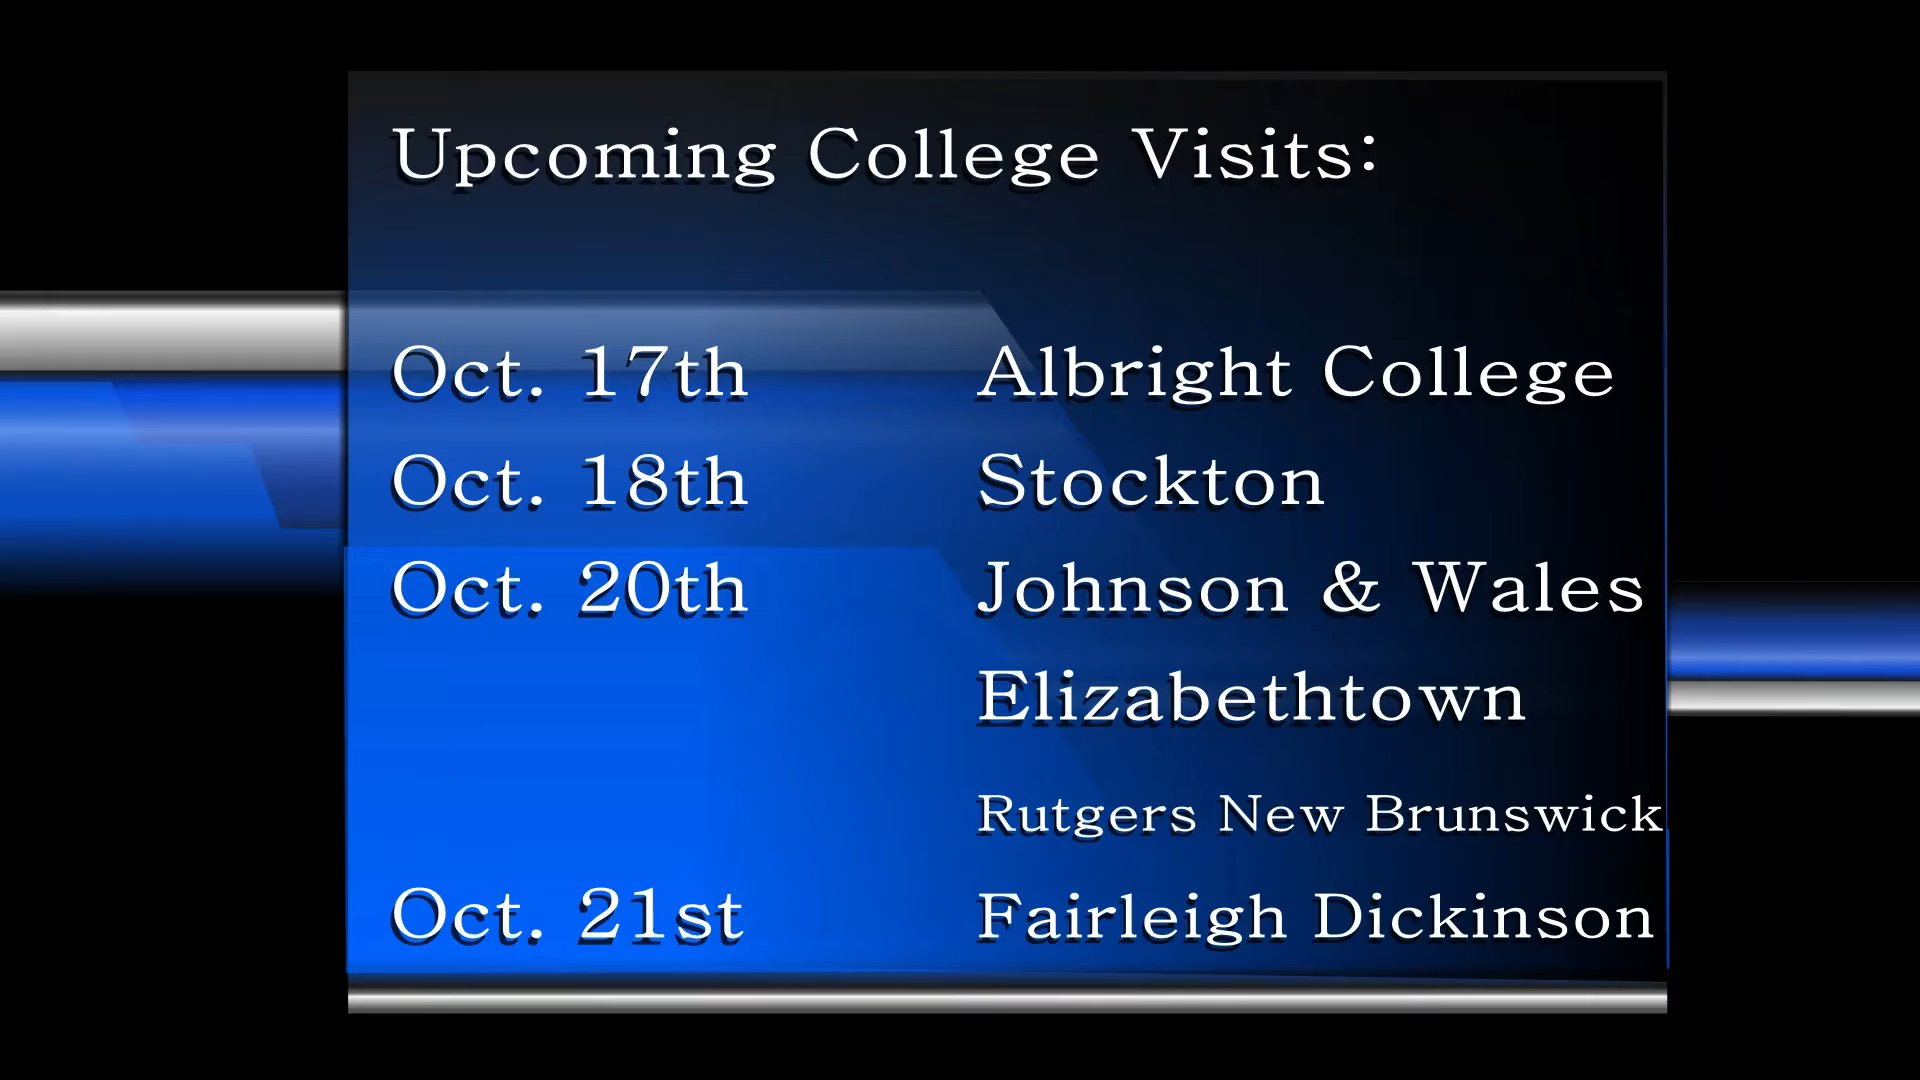 Upcoming College Visits:
Oct. 17th Albright College
Oct. 18th Stockton
Oct. 20th Johnson & Wales
Elizabethtown
Rutgers New Brunswick
Oct. 21st Fairleigh Dickinson